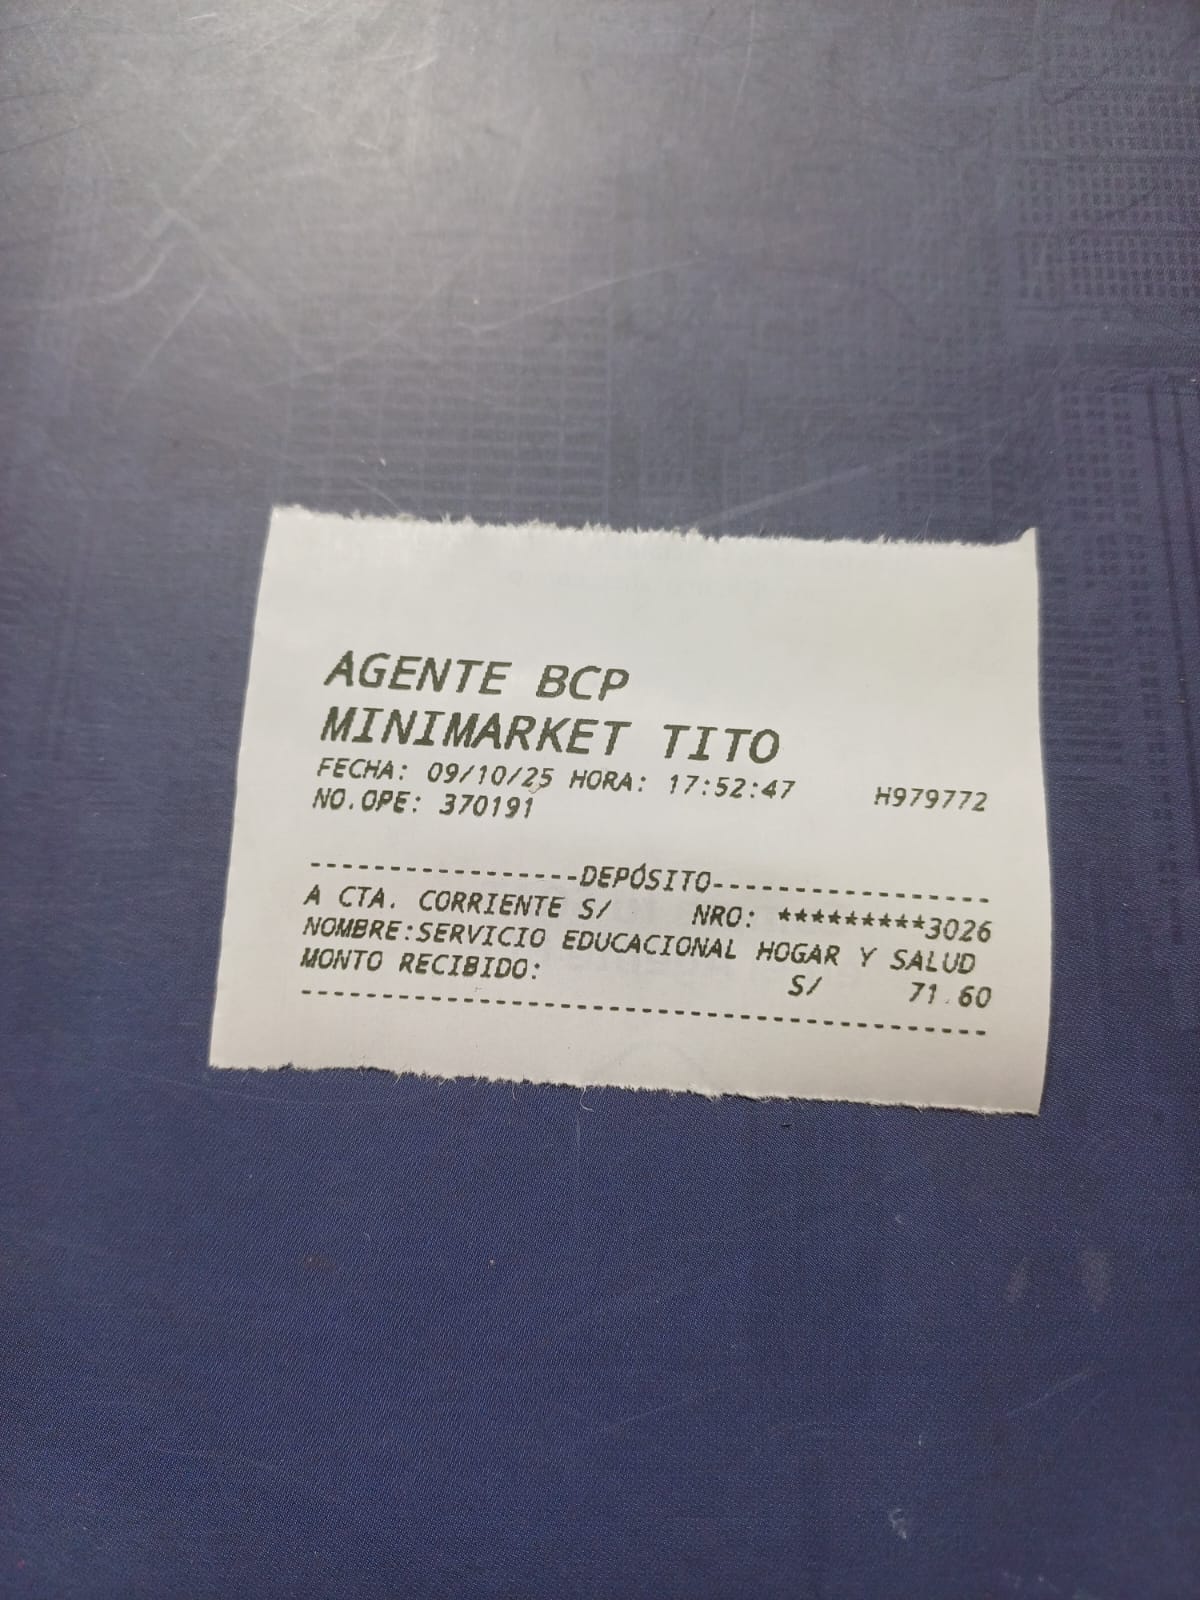 AGENTE BCP
MINIMARKET TITO
FECHA: 09/10/25 HORA: 17:52:47 H979772
NO.OPE: 370191
-----------------DEPÓSITO-----------------
A CTA. CORRIENTE S/ NRO: *********3026
NOMBRE:SERVICIO EDUCACIONAL HOGAR Y SALUD
MONTO RECIBIDO: S/ 71.60
-------------------------------------------